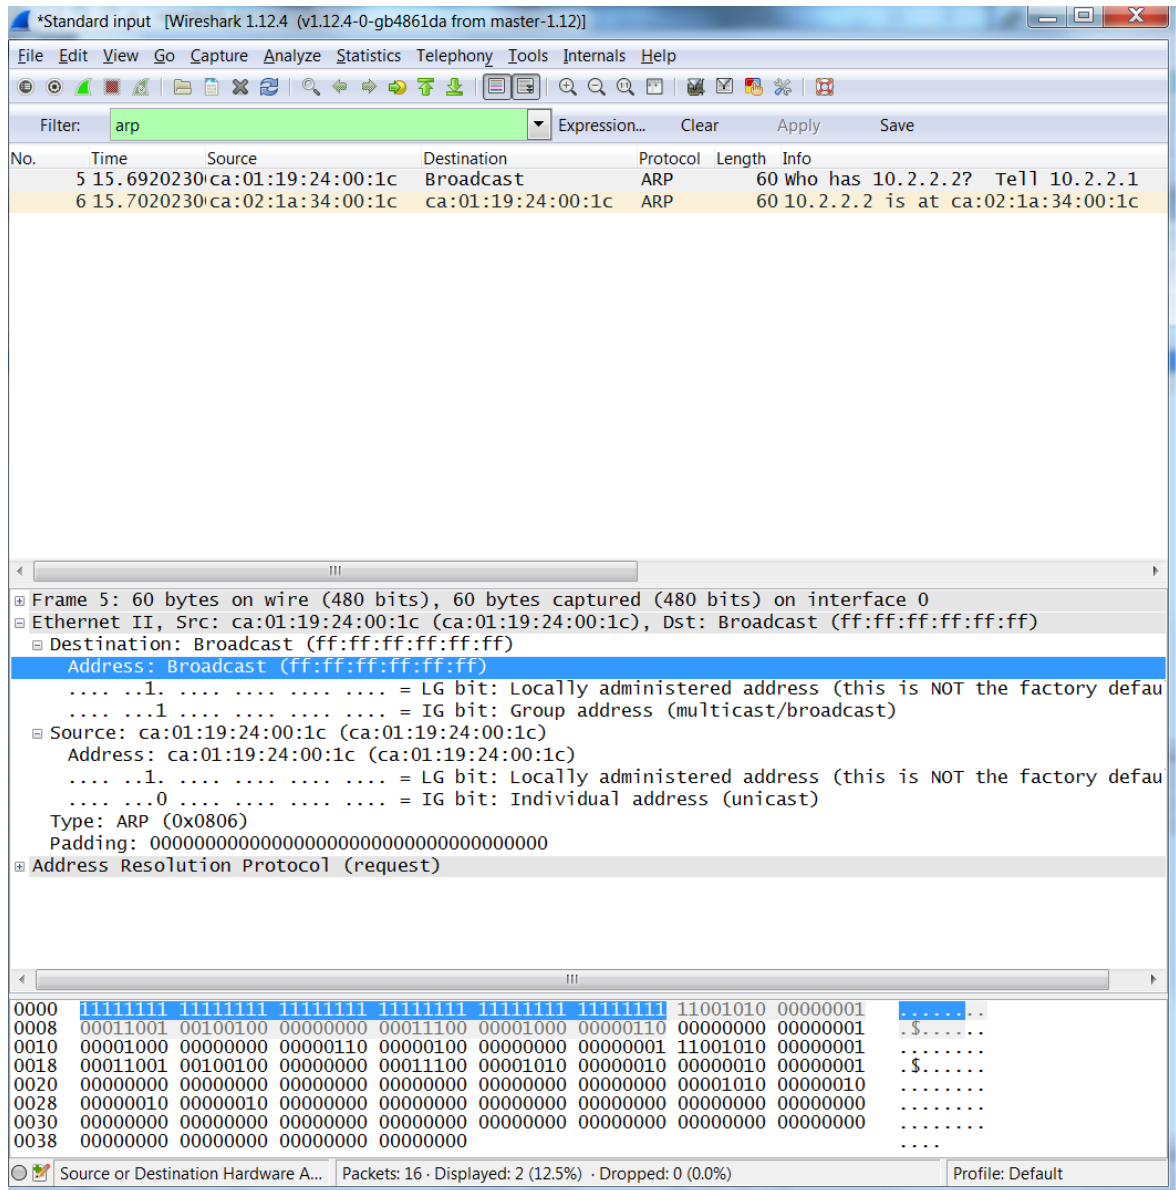 *Standard input   [Wireshark 1.12.4  (v1.12.4-0-gb4861da from master-1.12)]
File Edit View Go Capture Analyze Statistics Telephony Tools Internals Help
Filter: arp Expression... Clear Apply Save
No. Time Source Destination Protocol Length Info
5 15.6920230 ca:01:19:24:00:1c Broadcast ARP 60 Who has 10.2.2.2?  Tell 10.2.2.1
6 15.7020230 ca:02:1a:34:00:1c ca:01:19:24:00:1c ARP 60 10.2.2.2 is at ca:02:1a:34:00:1c
Frame 5: 60 bytes on wire (480 bits), 60 bytes captured (480 bits) on interface 0
Ethernet II, Src: ca:01:19:24:00:1c (ca:01:19:24:00:1c), Dst: Broadcast (ff:ff:ff:ff:ff:ff)
Destination: Broadcast (ff:ff:ff:ff:ff:ff)
Address: Broadcast (ff:ff:ff:ff:ff:ff)
.... ..1. .... .... .... .... = LG bit: Locally administered address (this is NOT the factory defau
.... ...1 .... .... .... .... = IG bit: Group address (multicast/broadcast)
Source: ca:01:19:24:00:1c (ca:01:19:24:00:1c)
Address: ca:01:19:24:00:1c (ca:01:19:24:00:1c)
.... ..1. .... .... .... .... = LG bit: Locally administered address (this is NOT the factory defau
.... ...0 .... .... .... .... = IG bit: Individual address (unicast)
Type: ARP (0x0806)
Padding: 000000000000000000000000000000000000
Address Resolution Protocol (request)
0000 11111111 11111111 11111111 11111111 11111111 11111111 11001010 00000001 ........
0008 00011001 00100100 00000000 00011100 00001000 00000110 00000000 00000001 .$......
0010 00001000 00000000 00000110 00000100 00000000 00000001 11001010 00000001 ........
0018 00011001 00100100 00000000 00011100 00001010 00000010 00000010 00000001 .$......
0020 00000000 00000000 00000000 00000000 00000000 00000000 00001010 00000010 ........
0028 00000010 00000010 00000000 00000000 00000000 00000000 00000000 00000000 ........
0030 00000000 00000000 00000000 00000000 00000000 00000000 00000000 00000000 ........
0038 00000000 00000000 00000000 00000000 ....
Source or Destination Hardware A... Packets: 16 · Displayed: 2 (12.5%) · Dropped: 0 (0.0%) Profile: Default